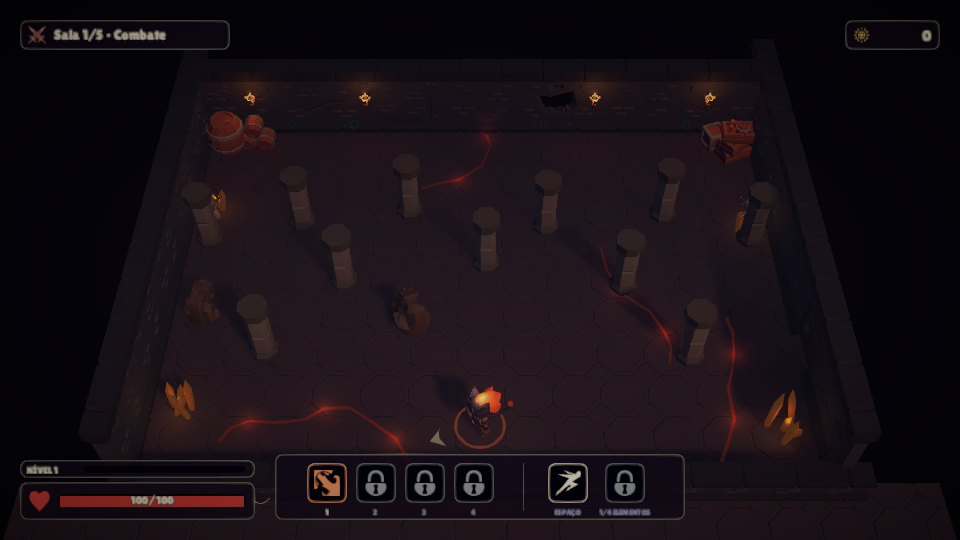 Sala 1/5 - Combate
0
NÍVEL 1
100/100
1
2
3
4
ESPAÇO
1/4 ELEMENTOS